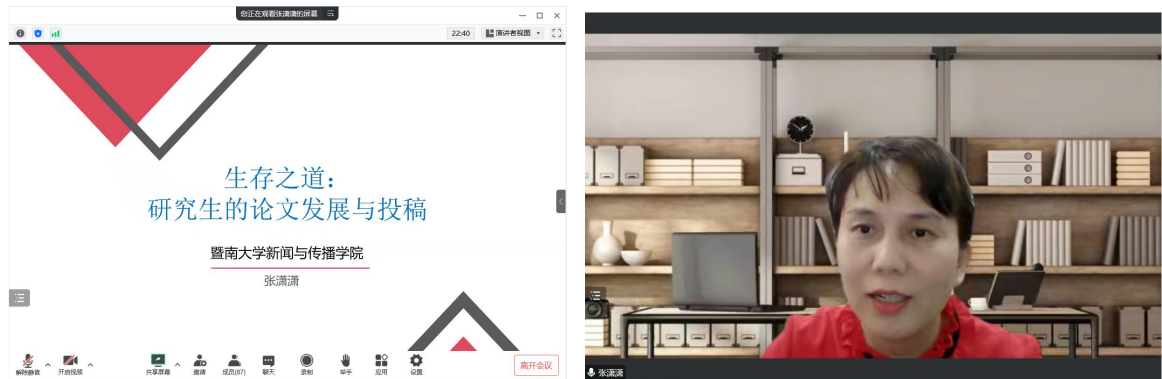 您正在观看张潇潇的屏幕
22:40
演讲者视图
生存之道：
研究生的论文发展与投稿
暨南大学新闻与传播学院
张潇潇
解除静音
开启视频
共享屏幕
邀请
成员(87)
聊天
录制
举手
应用
设置
离开会议
张潇潇